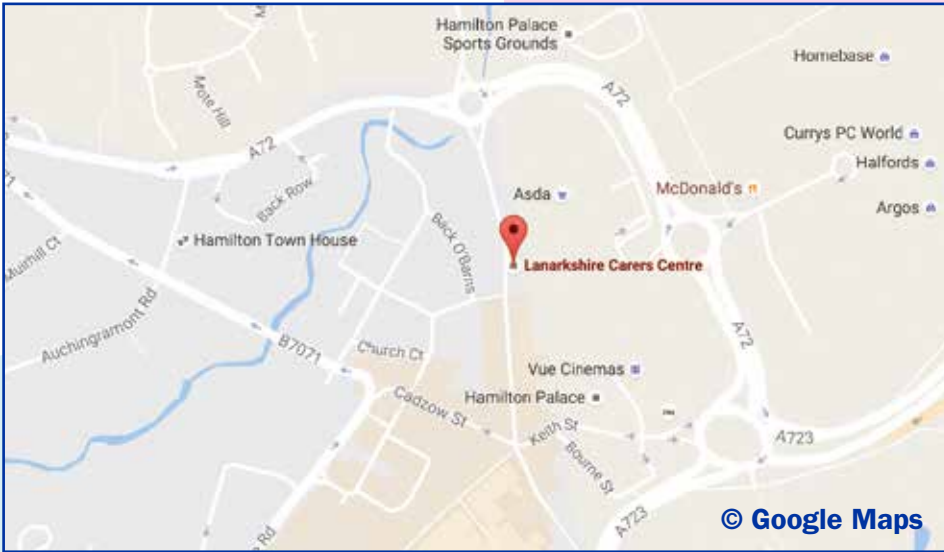 Hamilton Palace
Sports Grounds
Homebase
Mote Hill
A72
A72
Currys PC World
Halfords
McDonald's
Asda
Argos
Back Row
Back O'Barns
Hamilton Town House
Lanarkshire Carers Centre
Muirhill Ct
Auchingramont Rd
B7071
Church Ct
A72
Vue Cinemas
Hamilton Palace
Cadzow St
Keith St
Bourne St
A723
A723
Rd
© Google Maps